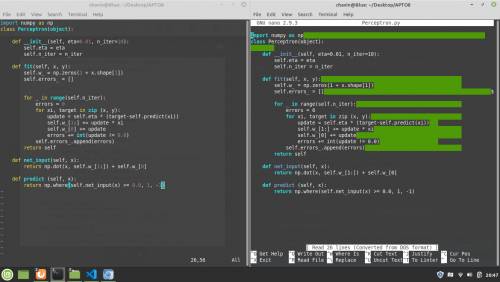 charin@Blue: ~/Desktop/APTO8
File Edit View Search Terminal Help
import numpy as np
class Perceptron(object):
def __init__(self, eta=0.01, n_iter=10):
self.eta = eta
self.n_iter = n_iter
def fit(self, x, y):
self.w_ = np.zeros(1 + x.shape[1])
self.errors_ = []
for _ in range(self.n_iter):
errors = 0
for xi, target in zip (x, y):
update = self.eta * (target-self.predict(xi))
self.w_[1:] += update * xi
self.w_[0] += update
errors += int(update != 0.0)
self.errors_.append(errors)
return self
def net_input(self, x):
return np.dot(x, self.w_[1:]) + self.w_[0]
def predict (self, x):
return np.where(self.net_input(x) >= 0.0, 1, -1)
26,56 All
charin@Blue: ~/Desktop/APTO8
File Edit View Search Terminal Help
GNU nano 2.9.3 Perceptron.py
import numpy as np
class Perceptron(object):
def __init__(self, eta=0.01, n_iter=10):
self.eta = eta
self.n_iter = n_iter
def fit(self, x, y):
self.w_ = np.zeros(1 + x.shape[1])
self.errors_ = []
for _ in range(self.n_iter):
errors = 0
for xi, target in zip (x, y):
update = self.eta * (target-self.predict(xi))
self.w_[1:] += update * xi
self.w_[0] += update
errors += int(update != 0.0)
self.errors_.append(errors)
return self
def net_input(self, x):
return np.dot(x, self.w_[1:]) + self.w_[0]
def predict (self, x):
return np.where(self.net_input(x) >= 0.0, 1, -1)
[ Read 26 lines (Converted from DOS format) ]
^G Get Help ^O Write Out ^W Where Is ^K Cut Text ^J Justify ^C Cur Pos
^X Exit ^R Read File ^\ Replace ^U Uncut Text ^T To Linter ^_ Go To Line
20:47